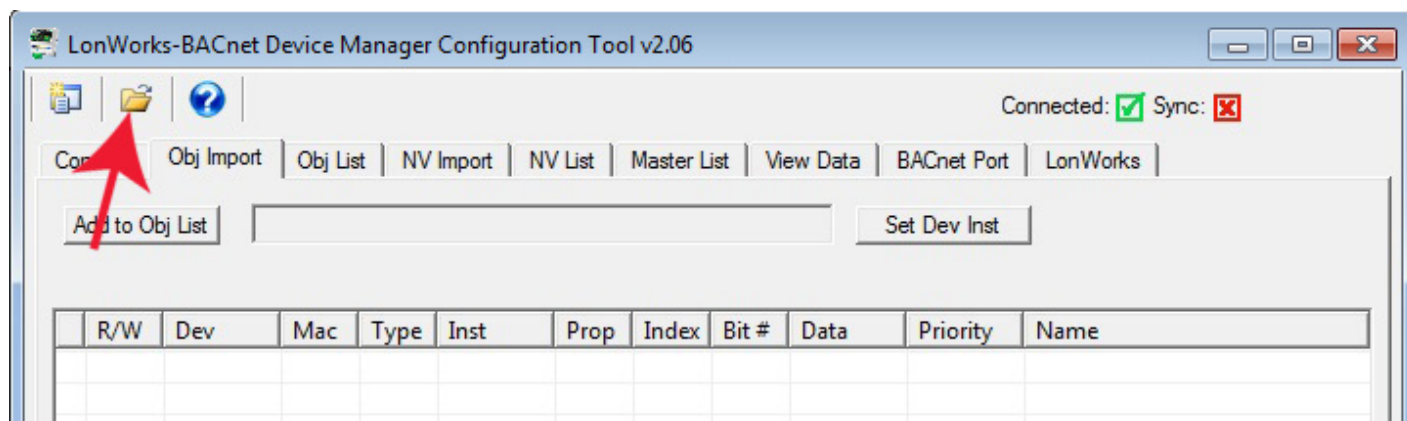 LonWorks-BACnet Device Manager Configuration Tool v2.06
Connected: Sync:
Obj Import Obj List NV Import NV List Master List View Data BACnet Port LonWorks
Add to Obj List Set Dev Inst
R/W Dev Mac Type Inst Prop Index Bit # Data Priority Name